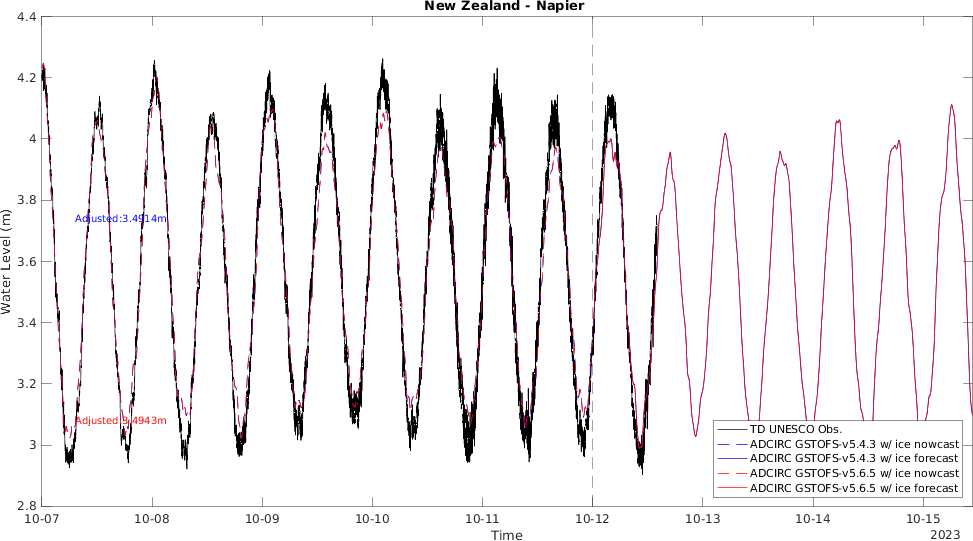 New Zealand - Napier
4.4
4.2
4
3.8
3.6
3.4
3.2
3
2.8
Water Level (m)
Adjusted:3.4914m
Adjusted:3.4943m
TD UNESCO Obs.
ADCIRC GSTOFS-v5.4.3 w/ ice nowcast
ADCIRC GSTOFS-v5.4.3 w/ ice forecast
ADCIRC GSTOFS-v5.6.5 w/ ice nowcast
ADCIRC GSTOFS-v5.6.5 w/ ice forecast
10-07 10-08 10-09 10-10 10-11 10-12 10-13 10-14 10-15
Time
2023